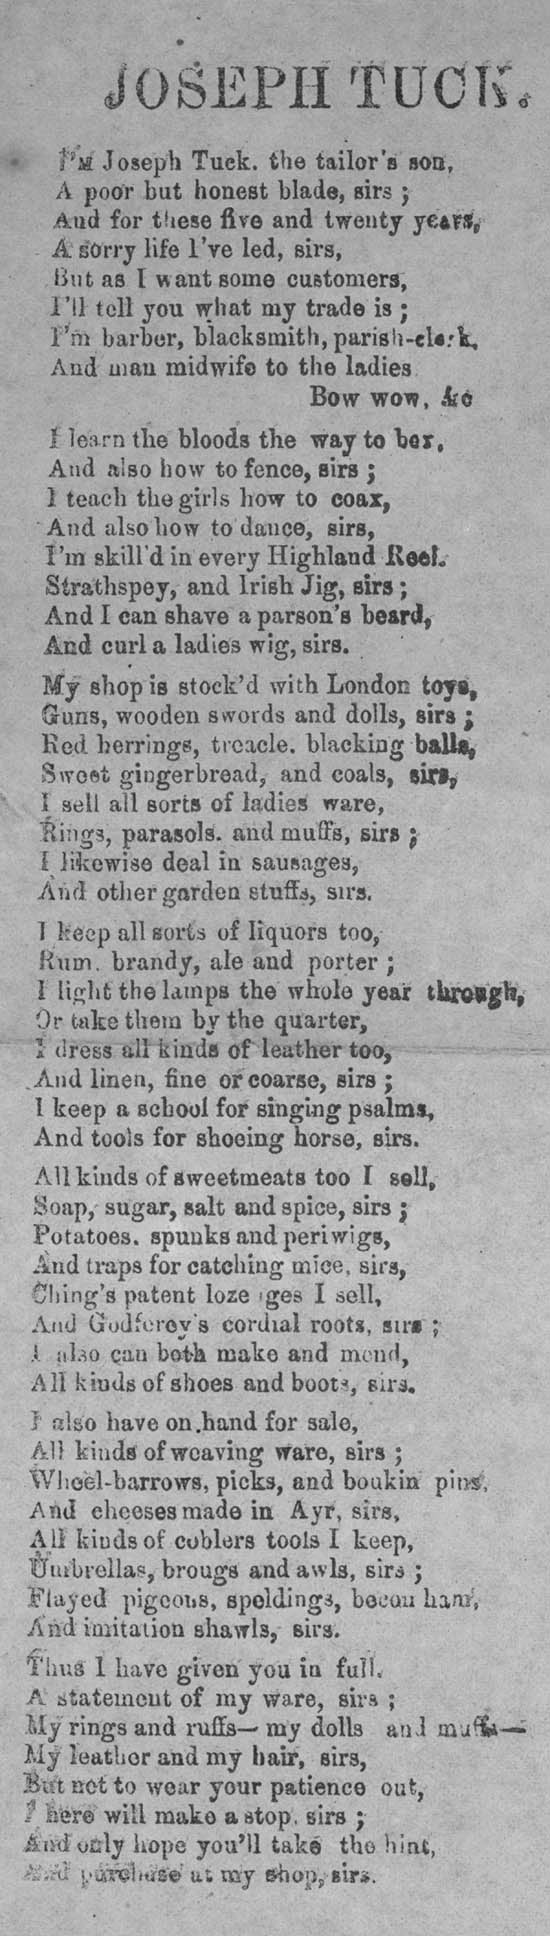 JOSEPH TUCK.
I'M Joseph Tuck. the tailor's son,
A poor but honest blade, sirs ;
And for these five and twenty years,
A sorry life I've led, sirs,
But as I want some customers,
I'll tell you what my trade is ;
I'm barber, blacksmith, parish-clerk,
And man midwife to the ladies
Bow wow, &c
I learn the bloods the way to box,
And also how to fence, sirs ;
I teach the girls how to coax,
And also how to dance, sirs,
I'm skill'd in every Highland Reel.
Strathspey, and Irish Jig, sirs ;
And I can shave a parson's beard,
And curl a ladies wig, sirs.
My shop is stock'd with London toys,
Guns, wooden swords and dolls, sirs ;
Red herrings, treacle. blacking balls,
Sweet gingerbread, and coals, sirs,
I sell all sorts of ladies ware,
Rings, parasols. and muffs, sirs ;
I likewise deal in sausages,
And other garden stuffs, sirs.
I keep all sorts of liquors too,
Rum. brandy, ale and porter ;
I light the lamps the whole year through,
Or take them by the quarter,
I dress all kinds of leather too,
And linen, fine or coarse, sirs ;
I keep a school for singing psalms,
And tools for shoeing horse, sirs.
All kinds of sweetmeats too I sell,
Soap, sugar, salt and spice, sirs ;
Potatoes. spunks and periwigs,
And traps for catching mice, sirs,
Ching's patent loze ges I sell,
And Godferoy's cordial roots, sirs ;
I also can both make and mend,
All kinds of shoes and boots, sirs.
I also have on.hand for sale,
All kinds of weaving ware, sirs ;
Wheel-barrows, picks, and boukin pins,
And cheeses made in Ayr, sirs,
All kinds of coblers tools I keep,
Umbrellas, brougs and awls, sirs ;
Flayed pigeons, speldings, becon ham,
And imitation shawls, sirs.
Thus I have given you in full.
A statement of my ware, sirs ;
My rings and ruffs— my dolls and muffs—
My leather and my hair, sirs,
But not to wear your patience out,
I here will make a stop. sirs ;
And only hope you'll take the hint,
And purchase at my shop, sirs.